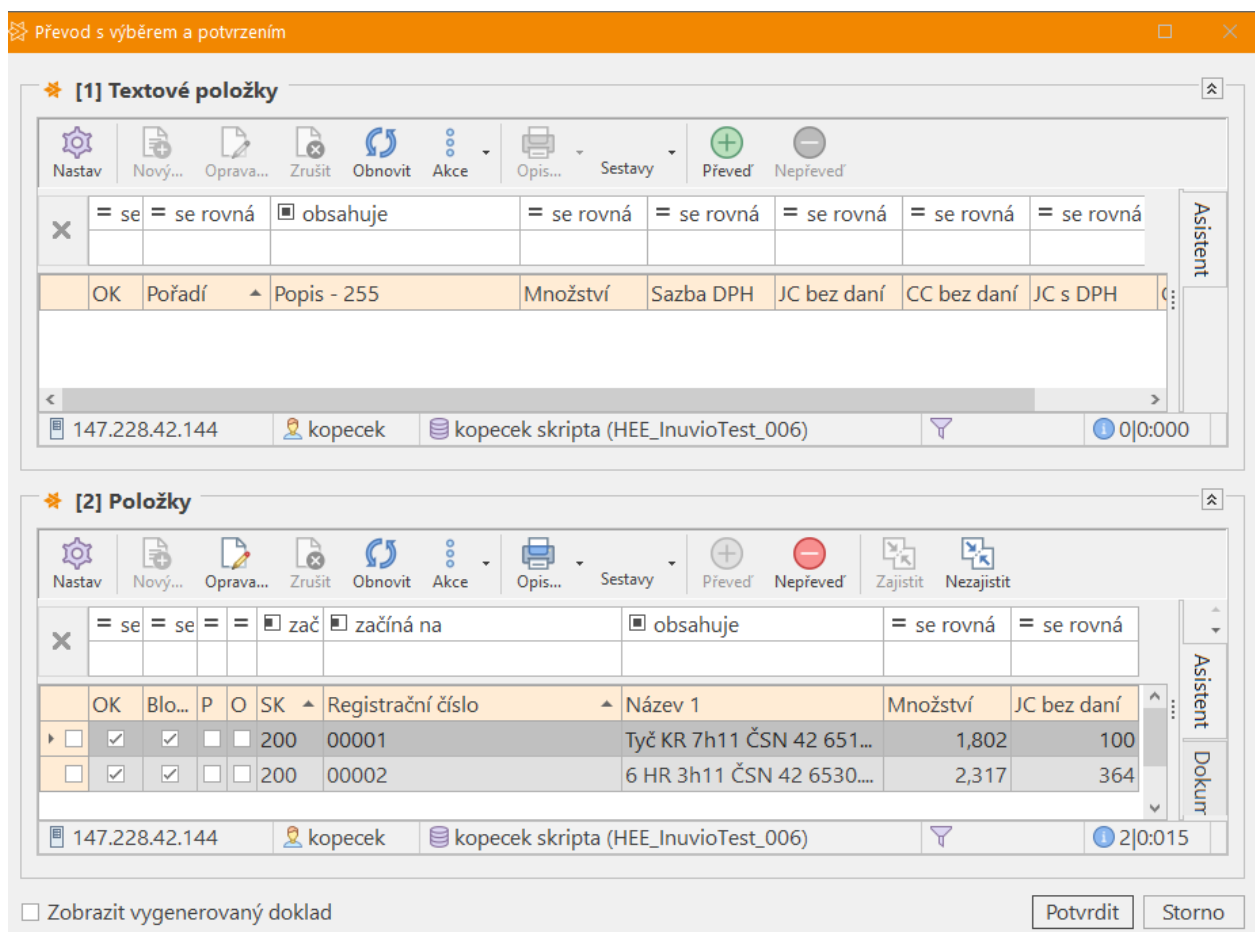 Převod s výběrem a potvrzením
[1] Textové položky
Nastav Nový... Oprava... Zrušit Obnovit Akce Opis... Sestavy Převeď Nepřeveď
= se = se rovná obsahuje = se rovná = se rovná = se rovná = se rovná = se rovná
Asistent
OK Pořadí Popis - 255 Množství Sazba DPH JC bez daní CC bez daní JC s DPH
147.228.42.144 kopecek kopecek skripta (HEE_InuvioTest_006) 0|0:000
[2] Položky
Nastav Nový... Oprava... Zrušit Obnovit Akce Opis... Sestavy Převeď Nepřeveď Zajistit Nezajistit
= se = se = = zač začíná na obsahuje = se rovná = se rovná
Asistent
OK Blo... P O SK Registrační číslo Název 1 Množství JC bez daní
200 00001 Tyč KR 7h11 ČSN 42 651... 1,802 100
200 00002 6 HR 3h11 ČSN 42 6530.... 2,317 364
Dokum
147.228.42.144 kopecek kopecek skripta (HEE_InuvioTest_006) 2|0:015
Zobrazit vygenerovaný doklad Potvrdit Storno